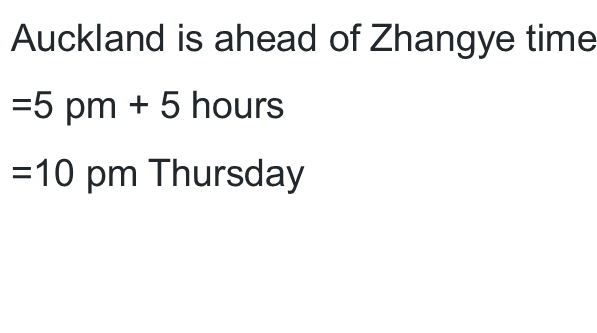 Auckland is ahead of Zhangye time
=5 pm + 5 hours
=10 pm Thursday